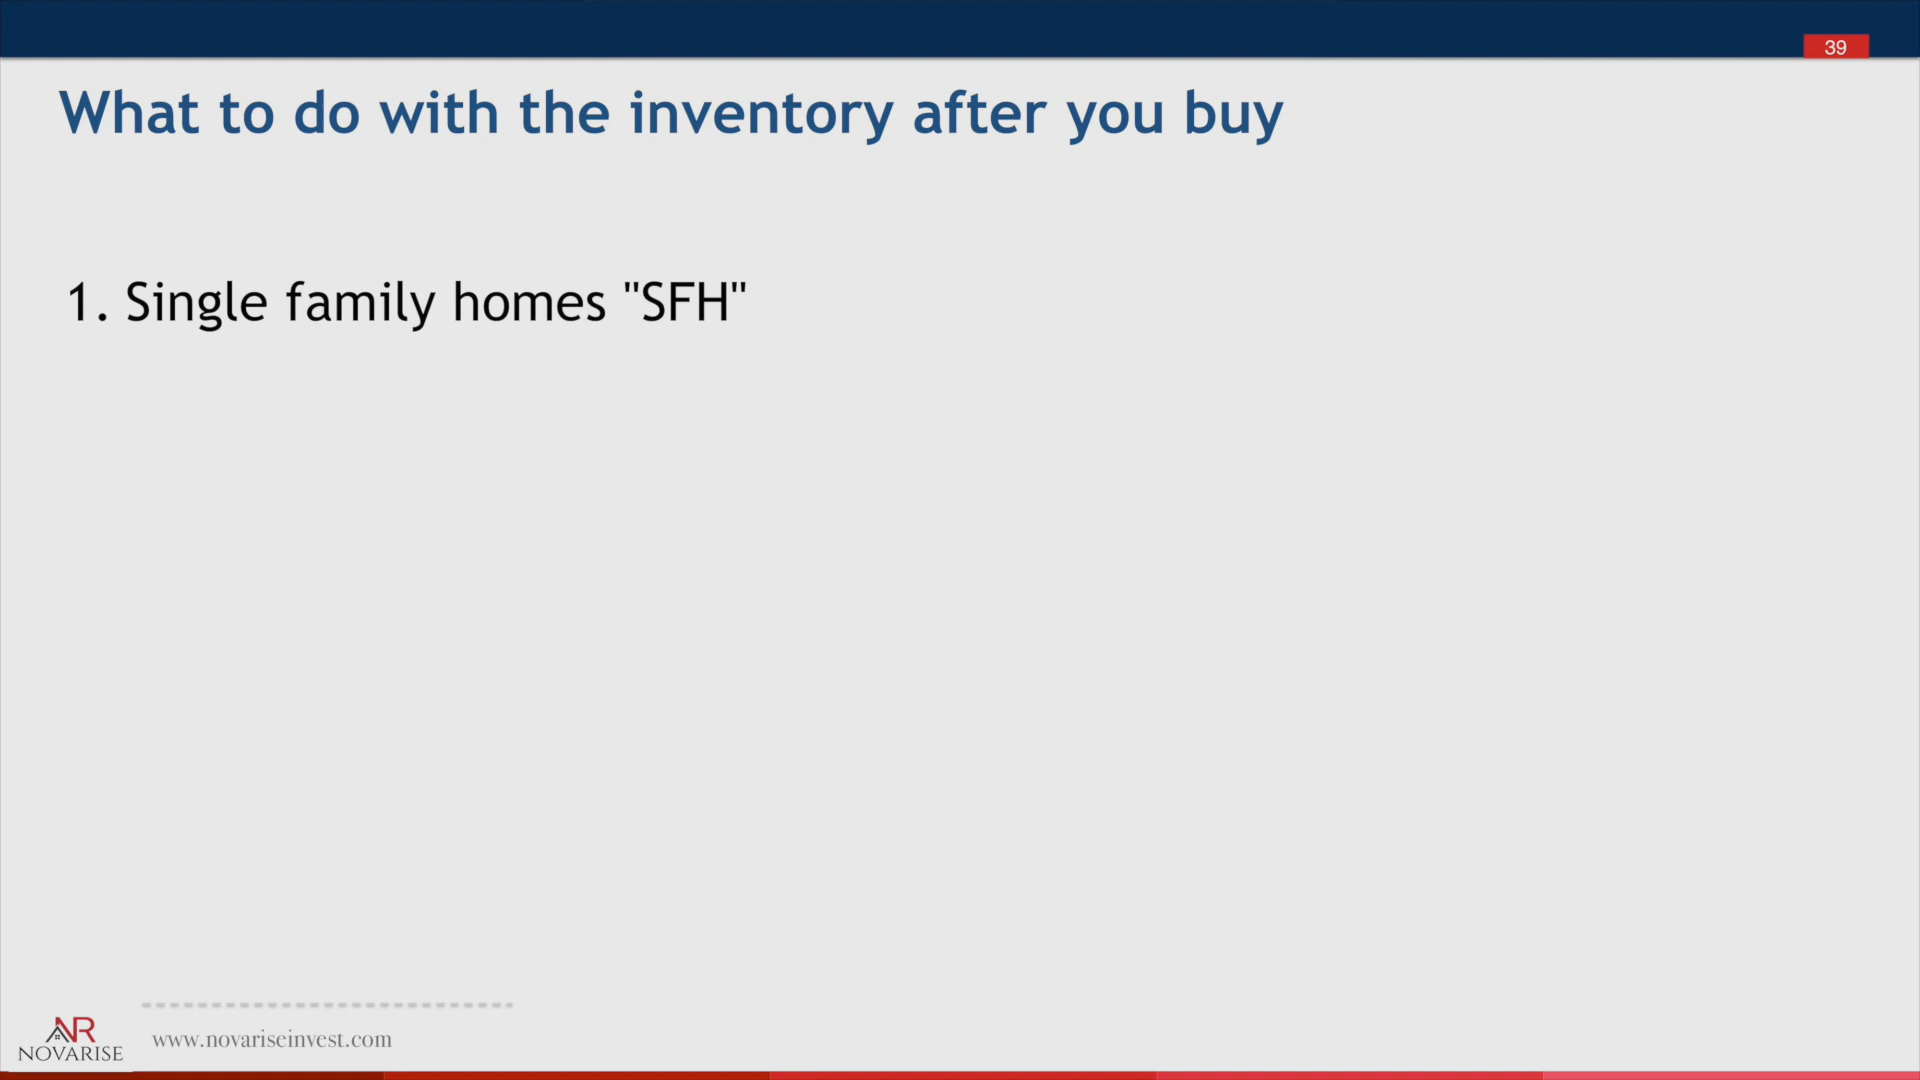 39
What to do with the inventory after you buy
1. Single family homes "SFH"
NR
NOVARISE
www.novariseinvest.com